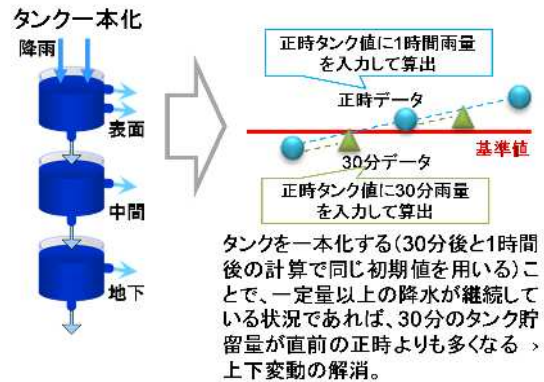 タンク一本化
降雨
表面
中間
地下
正時タンク値に1時間雨量
を入力して算出
正時データ
基準値
30分データ
正時タンク値に30分雨量
を入力して算出
タンクを一本化する(30分後と1時間
後の計算で同じ初期値を用いる)こ
とで、一定量以上の降水が継続して
いる状況であれば、30分のタンク貯
留量が直前の正時よりも多くなる→
上下変動の解消。